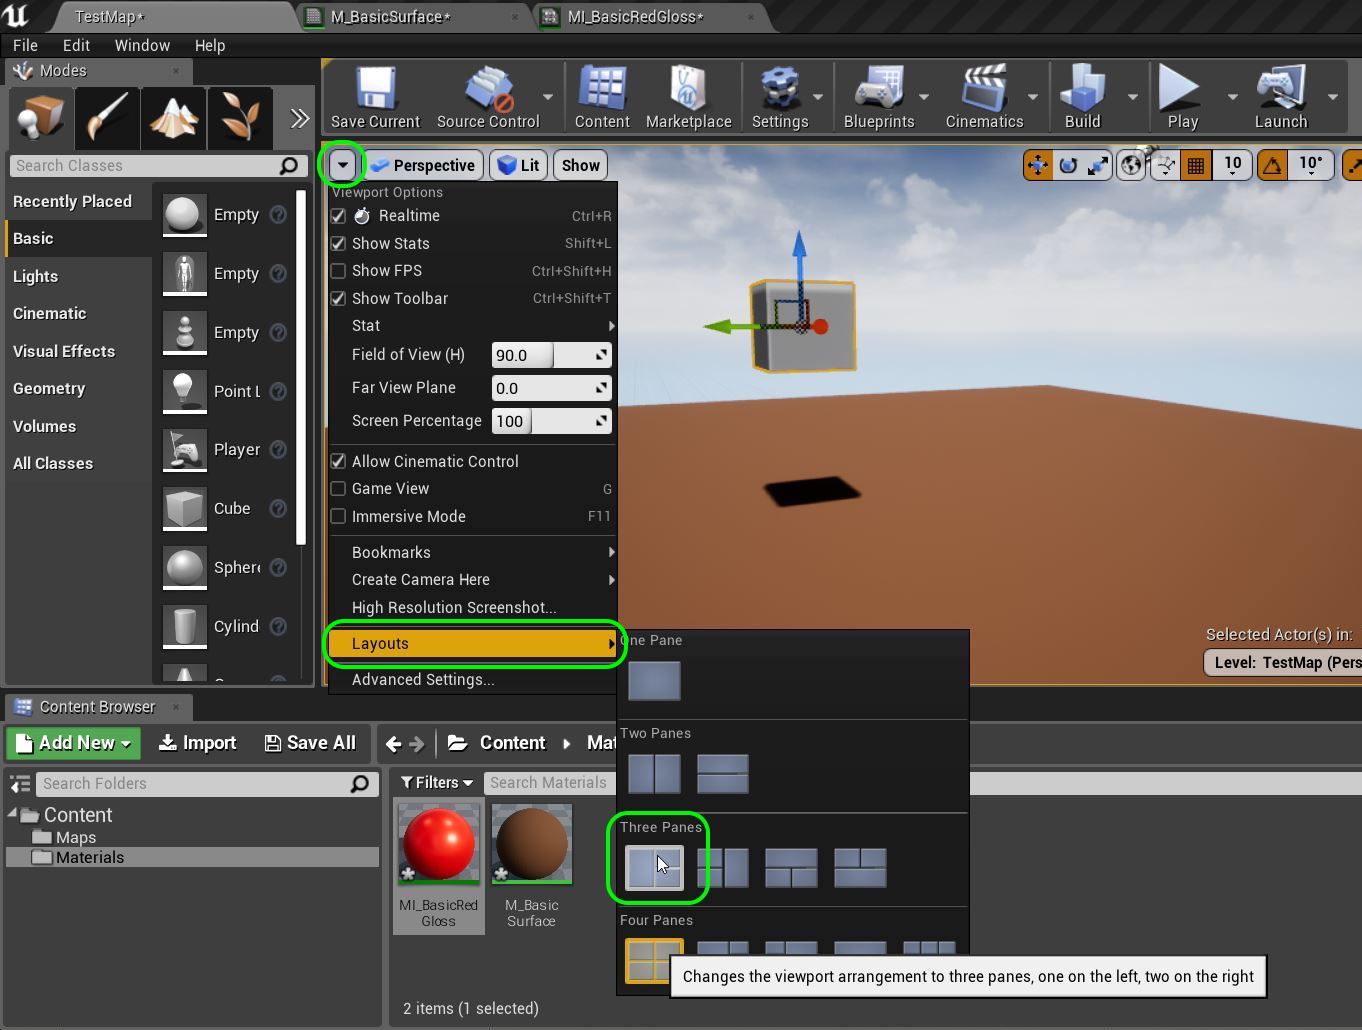 TestMap*
M_BasicSurface*
MI_BasicRedGloss*
File Edit Window Help
Modes
Save Current
Source Control
Content
Marketplace
Settings
Blueprints
Cinematics
Build
Play
Launch
Search Classes
Recently Placed
Basic
Lights
Cinematic
Visual Effects
Geometry
Volumes
All Classes
Empty
Empty
Empty
Point L
Player
Cube
Sphere
Cylind
Perspective
Lit
Show
10
10°
Viewport Options
Realtime Ctrl+R
Show Stats Shift+L
Show FPS Ctrl+Shift+H
Show Toolbar Ctrl+Shift+T
Stat
Field of View (H) 90.0
Far View Plane 0.0
Screen Percentage 100
Allow Cinematic Control
Game View G
Immersive Mode F11
Bookmarks
Create Camera Here
High Resolution Screenshot...
Layouts
Advanced Settings...
One Pane
Two Panes
Three Panes
Four Panes
Changes the viewport arrangement to three panes, one on the left, two on the right
Selected Actor(s) in:
Level: TestMap (Pers
Content Browser
Add New
Import
Save All
Content
Mat
Search Folders
Filters
Search Materials
Content
Maps
Materials
MI_BasicRed
Gloss
M_Basic
Surface
2 items (1 selected)